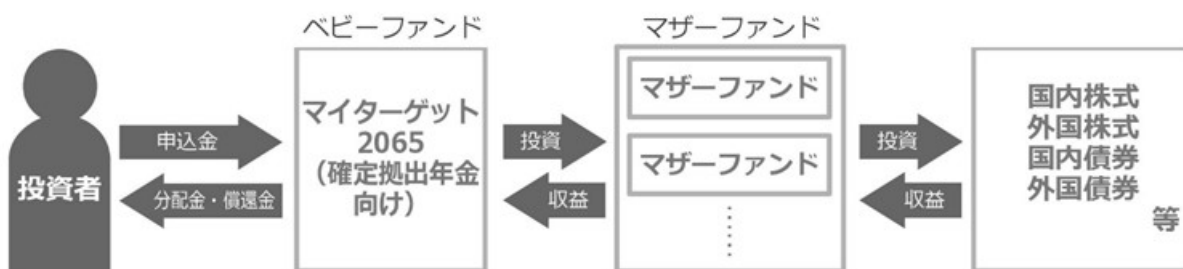 ベビーファンド
マザーファンド
投資者
申込金
分配金・償還金
マイターゲット
2065
（確定拠出年金
向け）
投資
収益
マザーファンド
マザーファンド
投資
収益
国内株式
外国株式
国内債券
外国債券
等